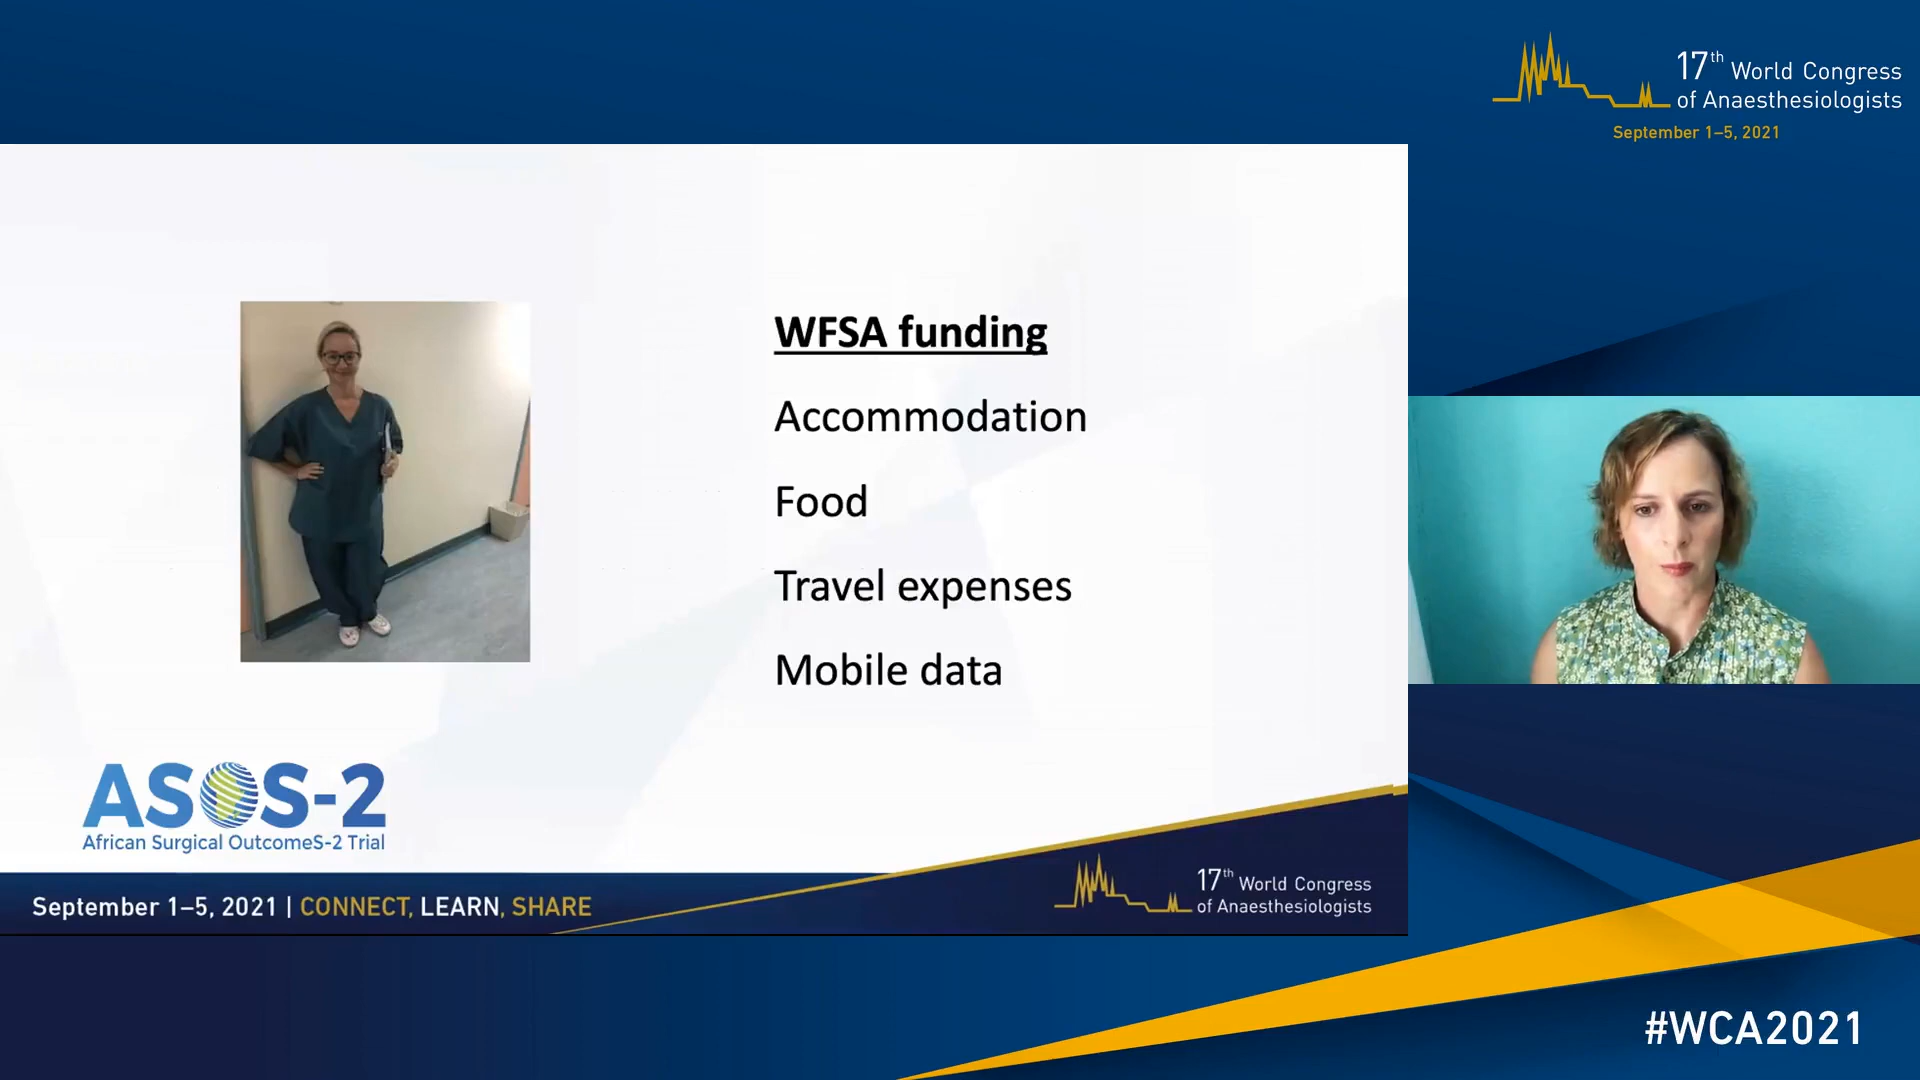 17th World Congress
of Anaesthesiologists
September 1–5, 2021
WFSA funding
Accommodation
Food
Travel expenses
Mobile data
ASOS-2
African Surgical OutcomeS-2 Trial
September 1–5, 2021 | CONNECT, LEARN, SHARE
17th World Congress
of Anaesthesiologists
#WCA2021